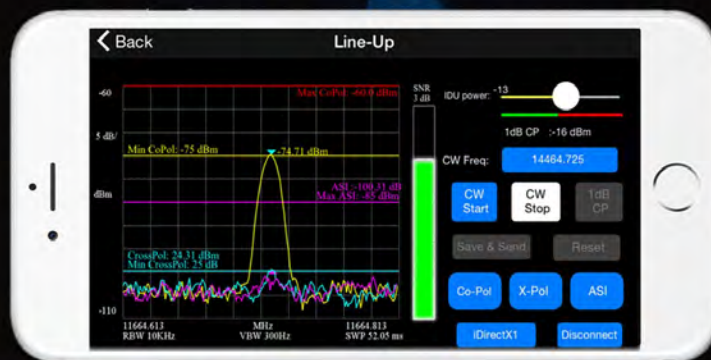 Back
Line-Up
-60
5 dB/
dBm
-110
Max CoPol: -60.0 dBm
Min CoPol: -75 dBm
-74.71 dBm
ASI :-100.31 dB
Max ASI: -85 dBm
CrossPol: 24.31 dBm
Min CrossPol: 25 dB
11664.613 MHz 11664.813
RBW 10KHz VBW 300Hz SWP 52.05 ms
SNR
3 dB
IDU power: -13
1dB CP :-16 dBm
CW Freq: 14464.725
CW Start
CW Stop
1dB CP
Save & Send
Reset
Co-Pol
X-Pol
ASI
iDirectX1
Disconnect